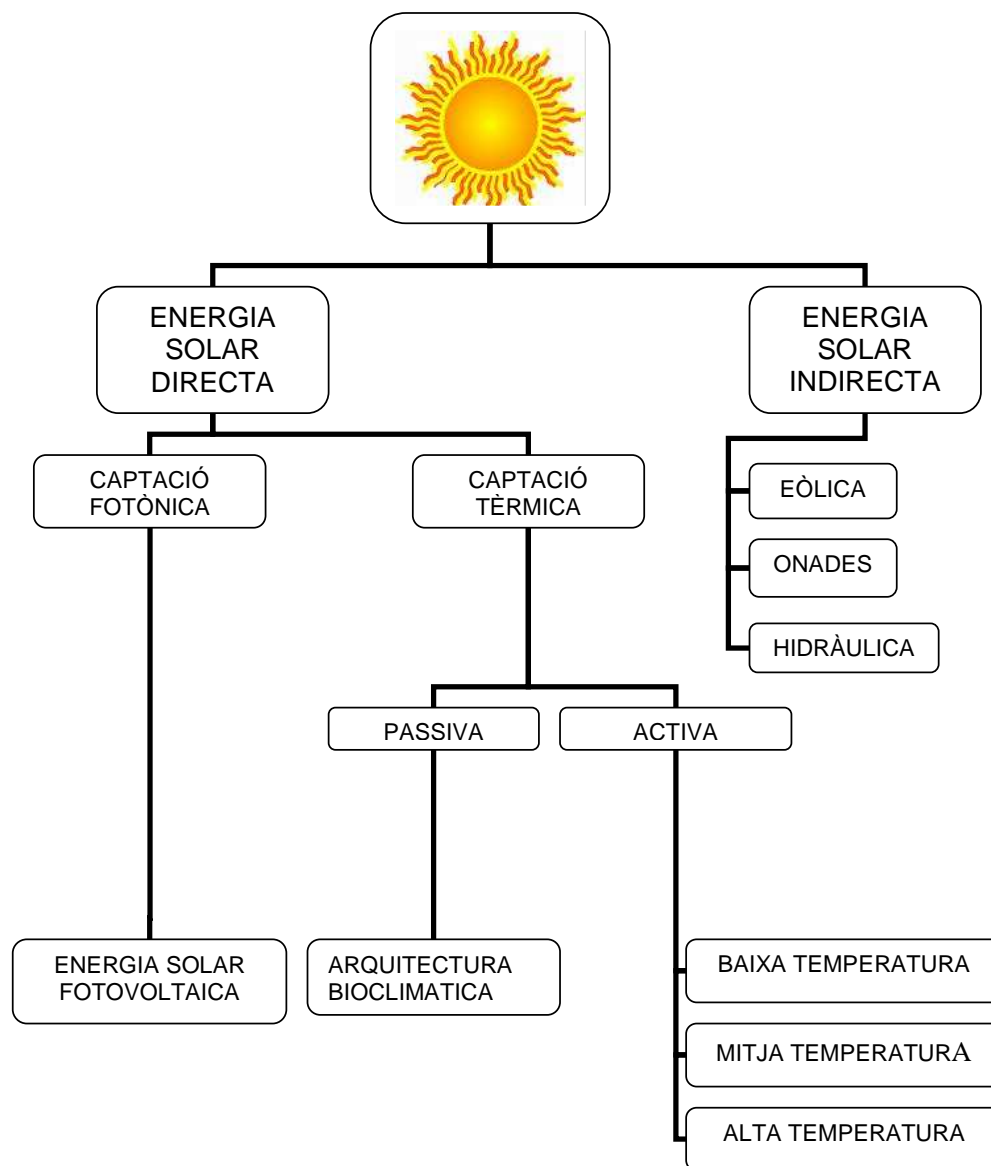 ENERGIA
SOLAR
DIRECTA
ENERGIA
SOLAR
INDIRECTA
CAPTACIÓ
FOTÒNICA
CAPTACIÓ
TÈRMICA
EÒLICA
ONADES
HIDRÀULICA
PASSIVA
ACTIVA
ENERGIA SOLAR
FOTOVOLTAICA
ARQUITECTURA
BIOCLIMATICA
BAIXA TEMPERATURA
MITJA TEMPERATURA
ALTA TEMPERATURA